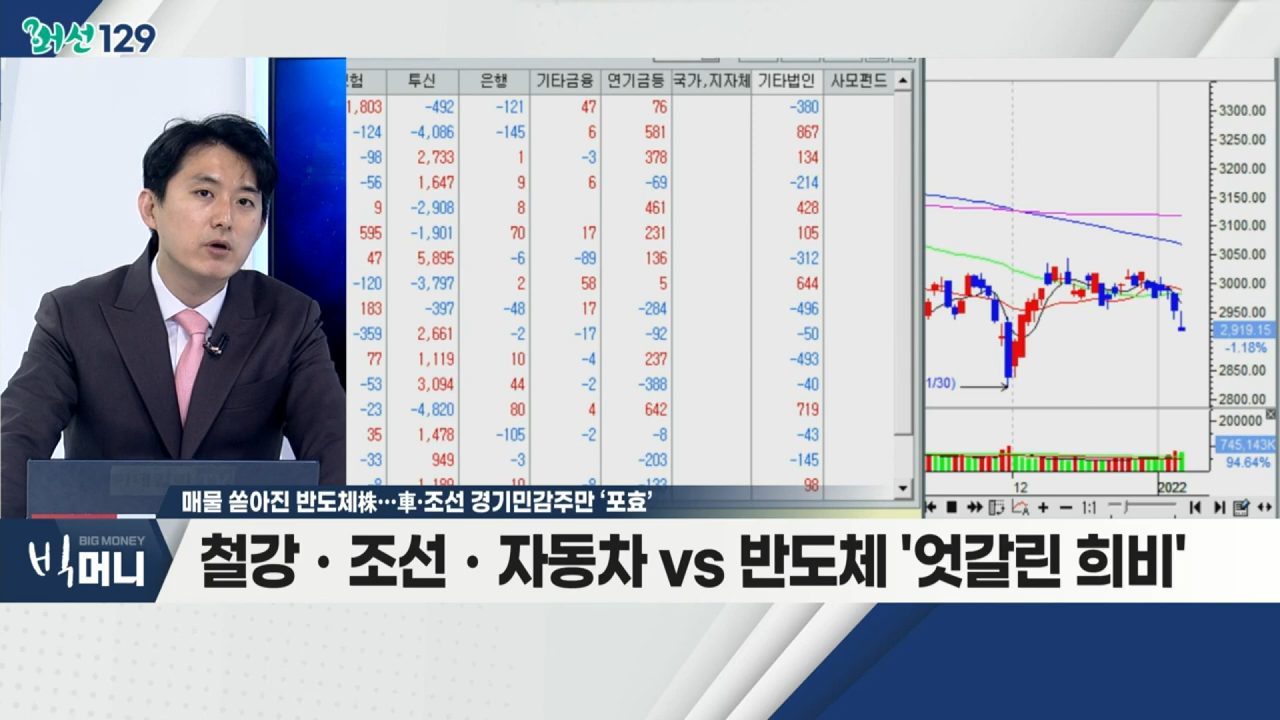 머선129
험 투신 은행 기타금융 연기금등 국가,지자체 기타법인 사모펀드
1,803 -492 -121 47 76 -380
-124 -4,086 -145 6 581 867
-98 2,733 1 -3 378 134
-56 1,647 9 6 -69 -214
9 -2,908 8 461 428
595 -1,901 70 17 231 105
47 5,895 -6 -89 136 -312
-120 -3,797 2 58 5 644
183 -397 -48 17 -284 -496
-359 2,661 -2 -17 -92 -50
77 1,119 10 -4 237 -493
-53 3,094 44 -2 -388 -40
-23 -4,820 80 4 642 719
35 1,478 -105 -2 -8 -43
-33 949 -3 -203 -145
98
3300.00
3250.00
3200.00
3150.00
3100.00
3050.00
3000.00
2950.00
2,919.15
-1.18%
2850.00
2800.00
1/30)
200000
745,143K
94.64%
12 2022
1:1
매물 쏟아진 반도체株…車·조선 경기민감주만 ‘포효’
BIG MONEY
빅머니
철강·조선·자동차 vs 반도체 '엇갈린 희비'